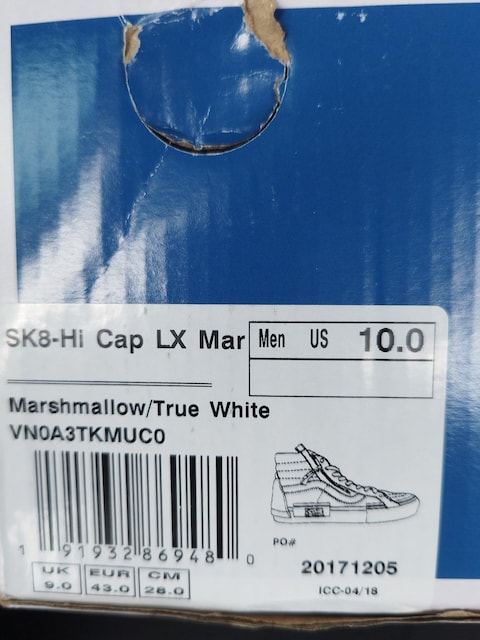 SK8-Hi Cap LX Mar
Men US 10.0
Marshmallow/True White
VN0A3TKMUC0
1 91932 86948 0
PO#
UK EUR CM
9.0 43.0 28.0
20171205
ICC-04/18